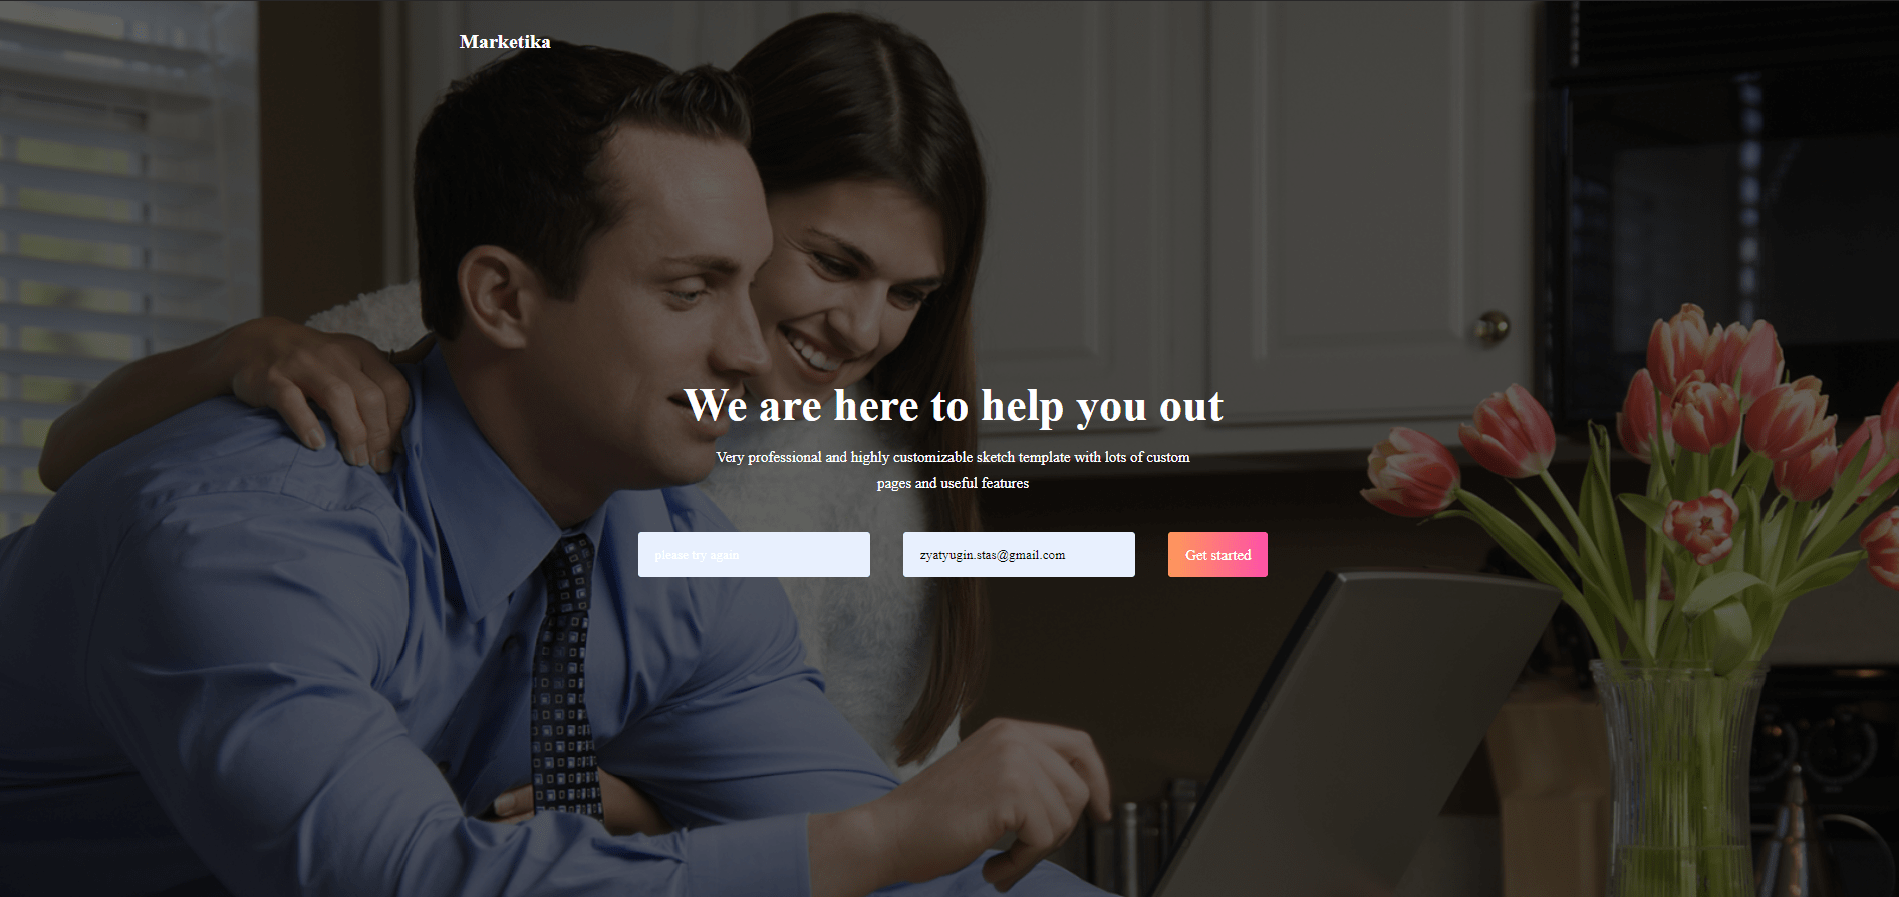 Marketika
We are here to help you out
Very professional and highly customizable sketch template with lots of custom
pages and useful features
please try again
zyatyugin.stas@gmail.com
Get started